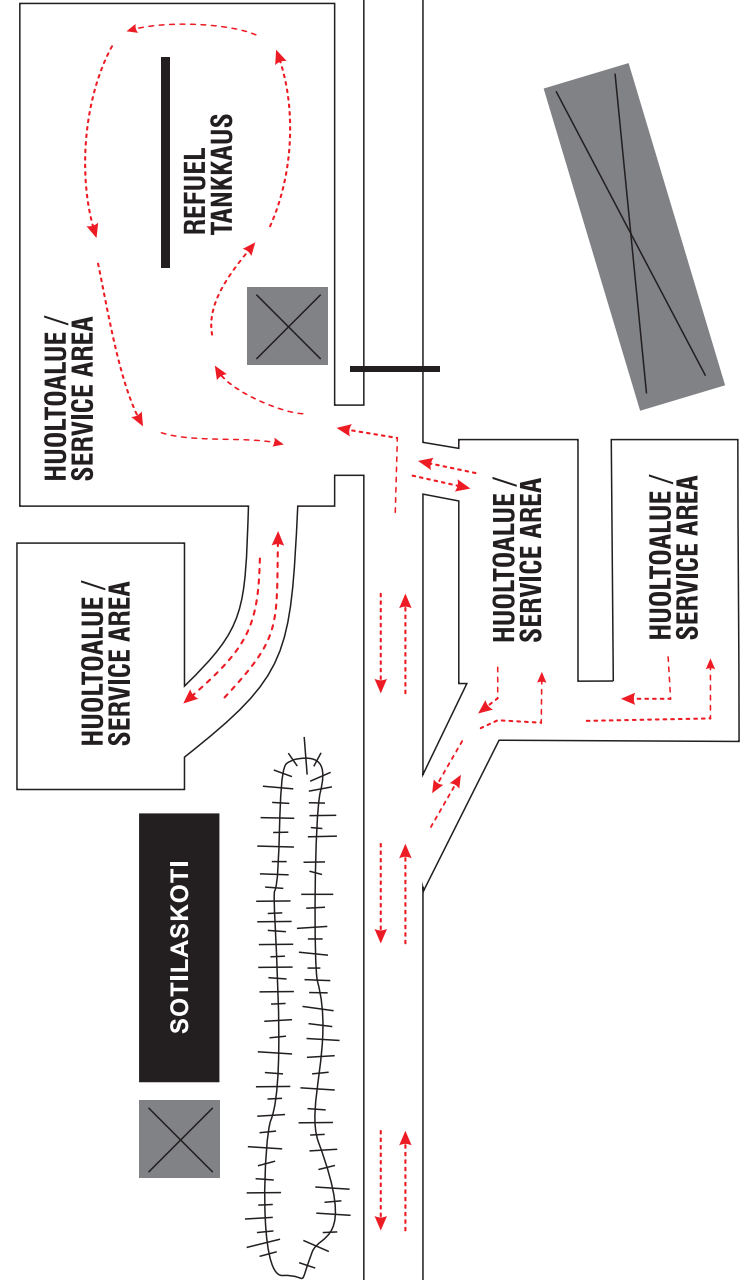 REFUEL
TANKKAUS
HUOLTOALUE /
SERVICE AREA
HUOLTOALUE /
SERVICE AREA
HUOLTOALUE /
SERVICE AREA
HUOLTOALUE /
SERVICE AREA
SOTILASKOTI